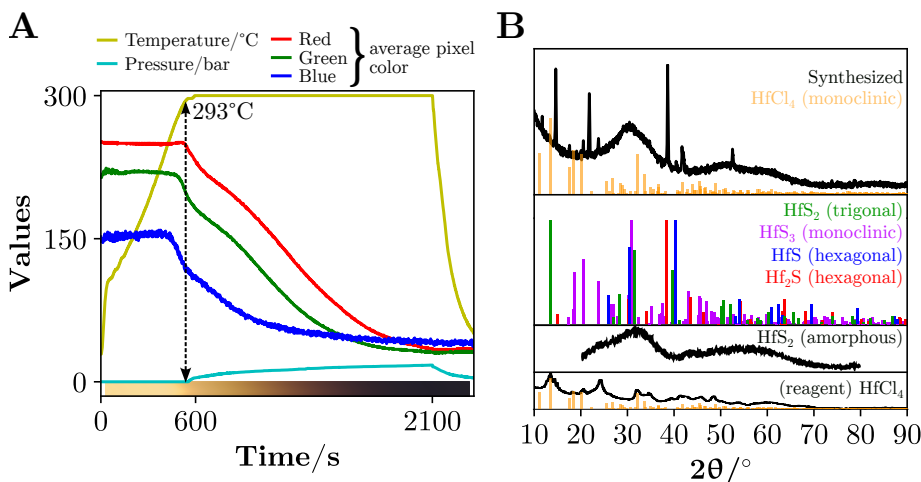 A
Temperature/°C
Pressure/bar
Red
Green
Blue
average pixel
color
300
150
0
Values
293°C
0
600
2100
Time/s
B
Synthesized
HfCl₄ (monoclinic)
HfS₂ (trigonal)
HfS₃ (monoclinic)
HfS (hexagonal)
Hf₂S (hexagonal)
HfS₂ (amorphous)
(reagent) HfCl₄
10
20
30
40
50
60
70
80
90
2θ/°